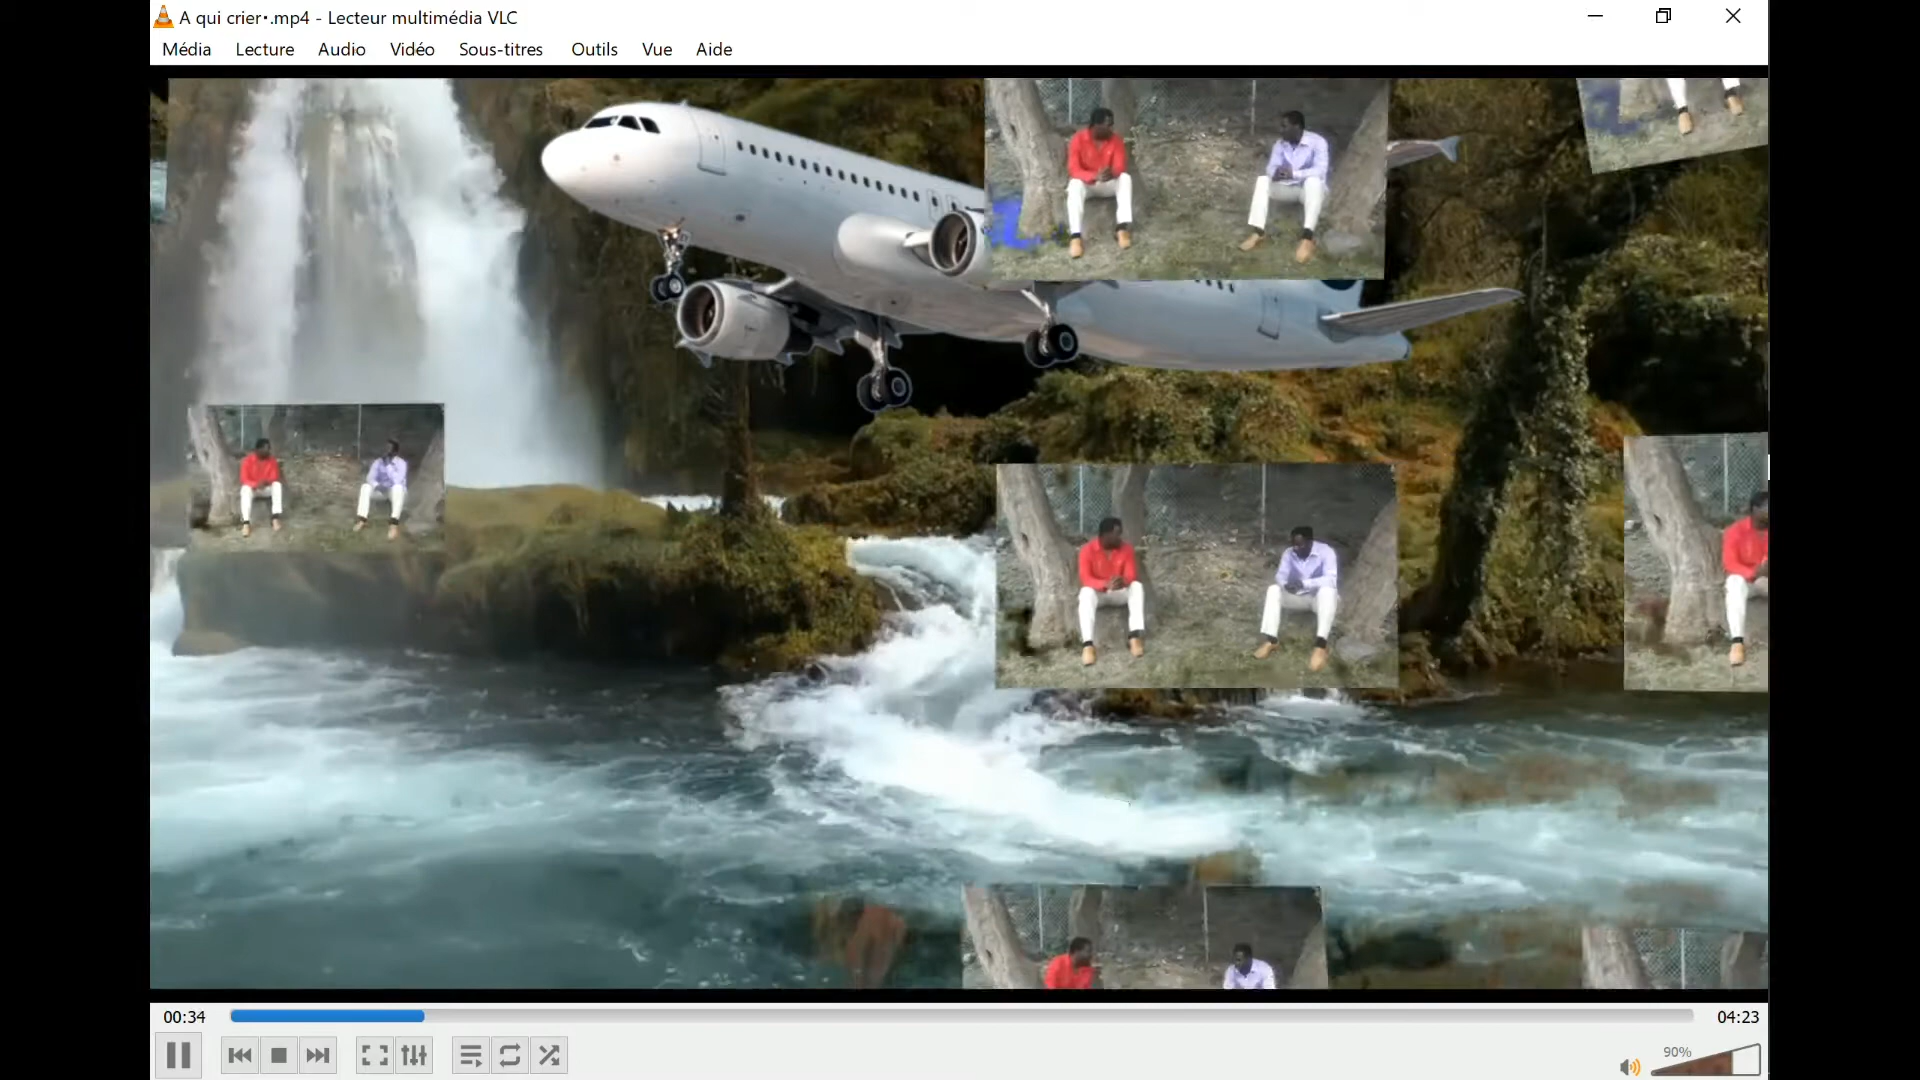 A qui crier·.mp4 - Lecteur multimédia VLC
Média Lecture Audio Vidéo Sous-titres Outils Vue Aide
00:34 04:23
90%